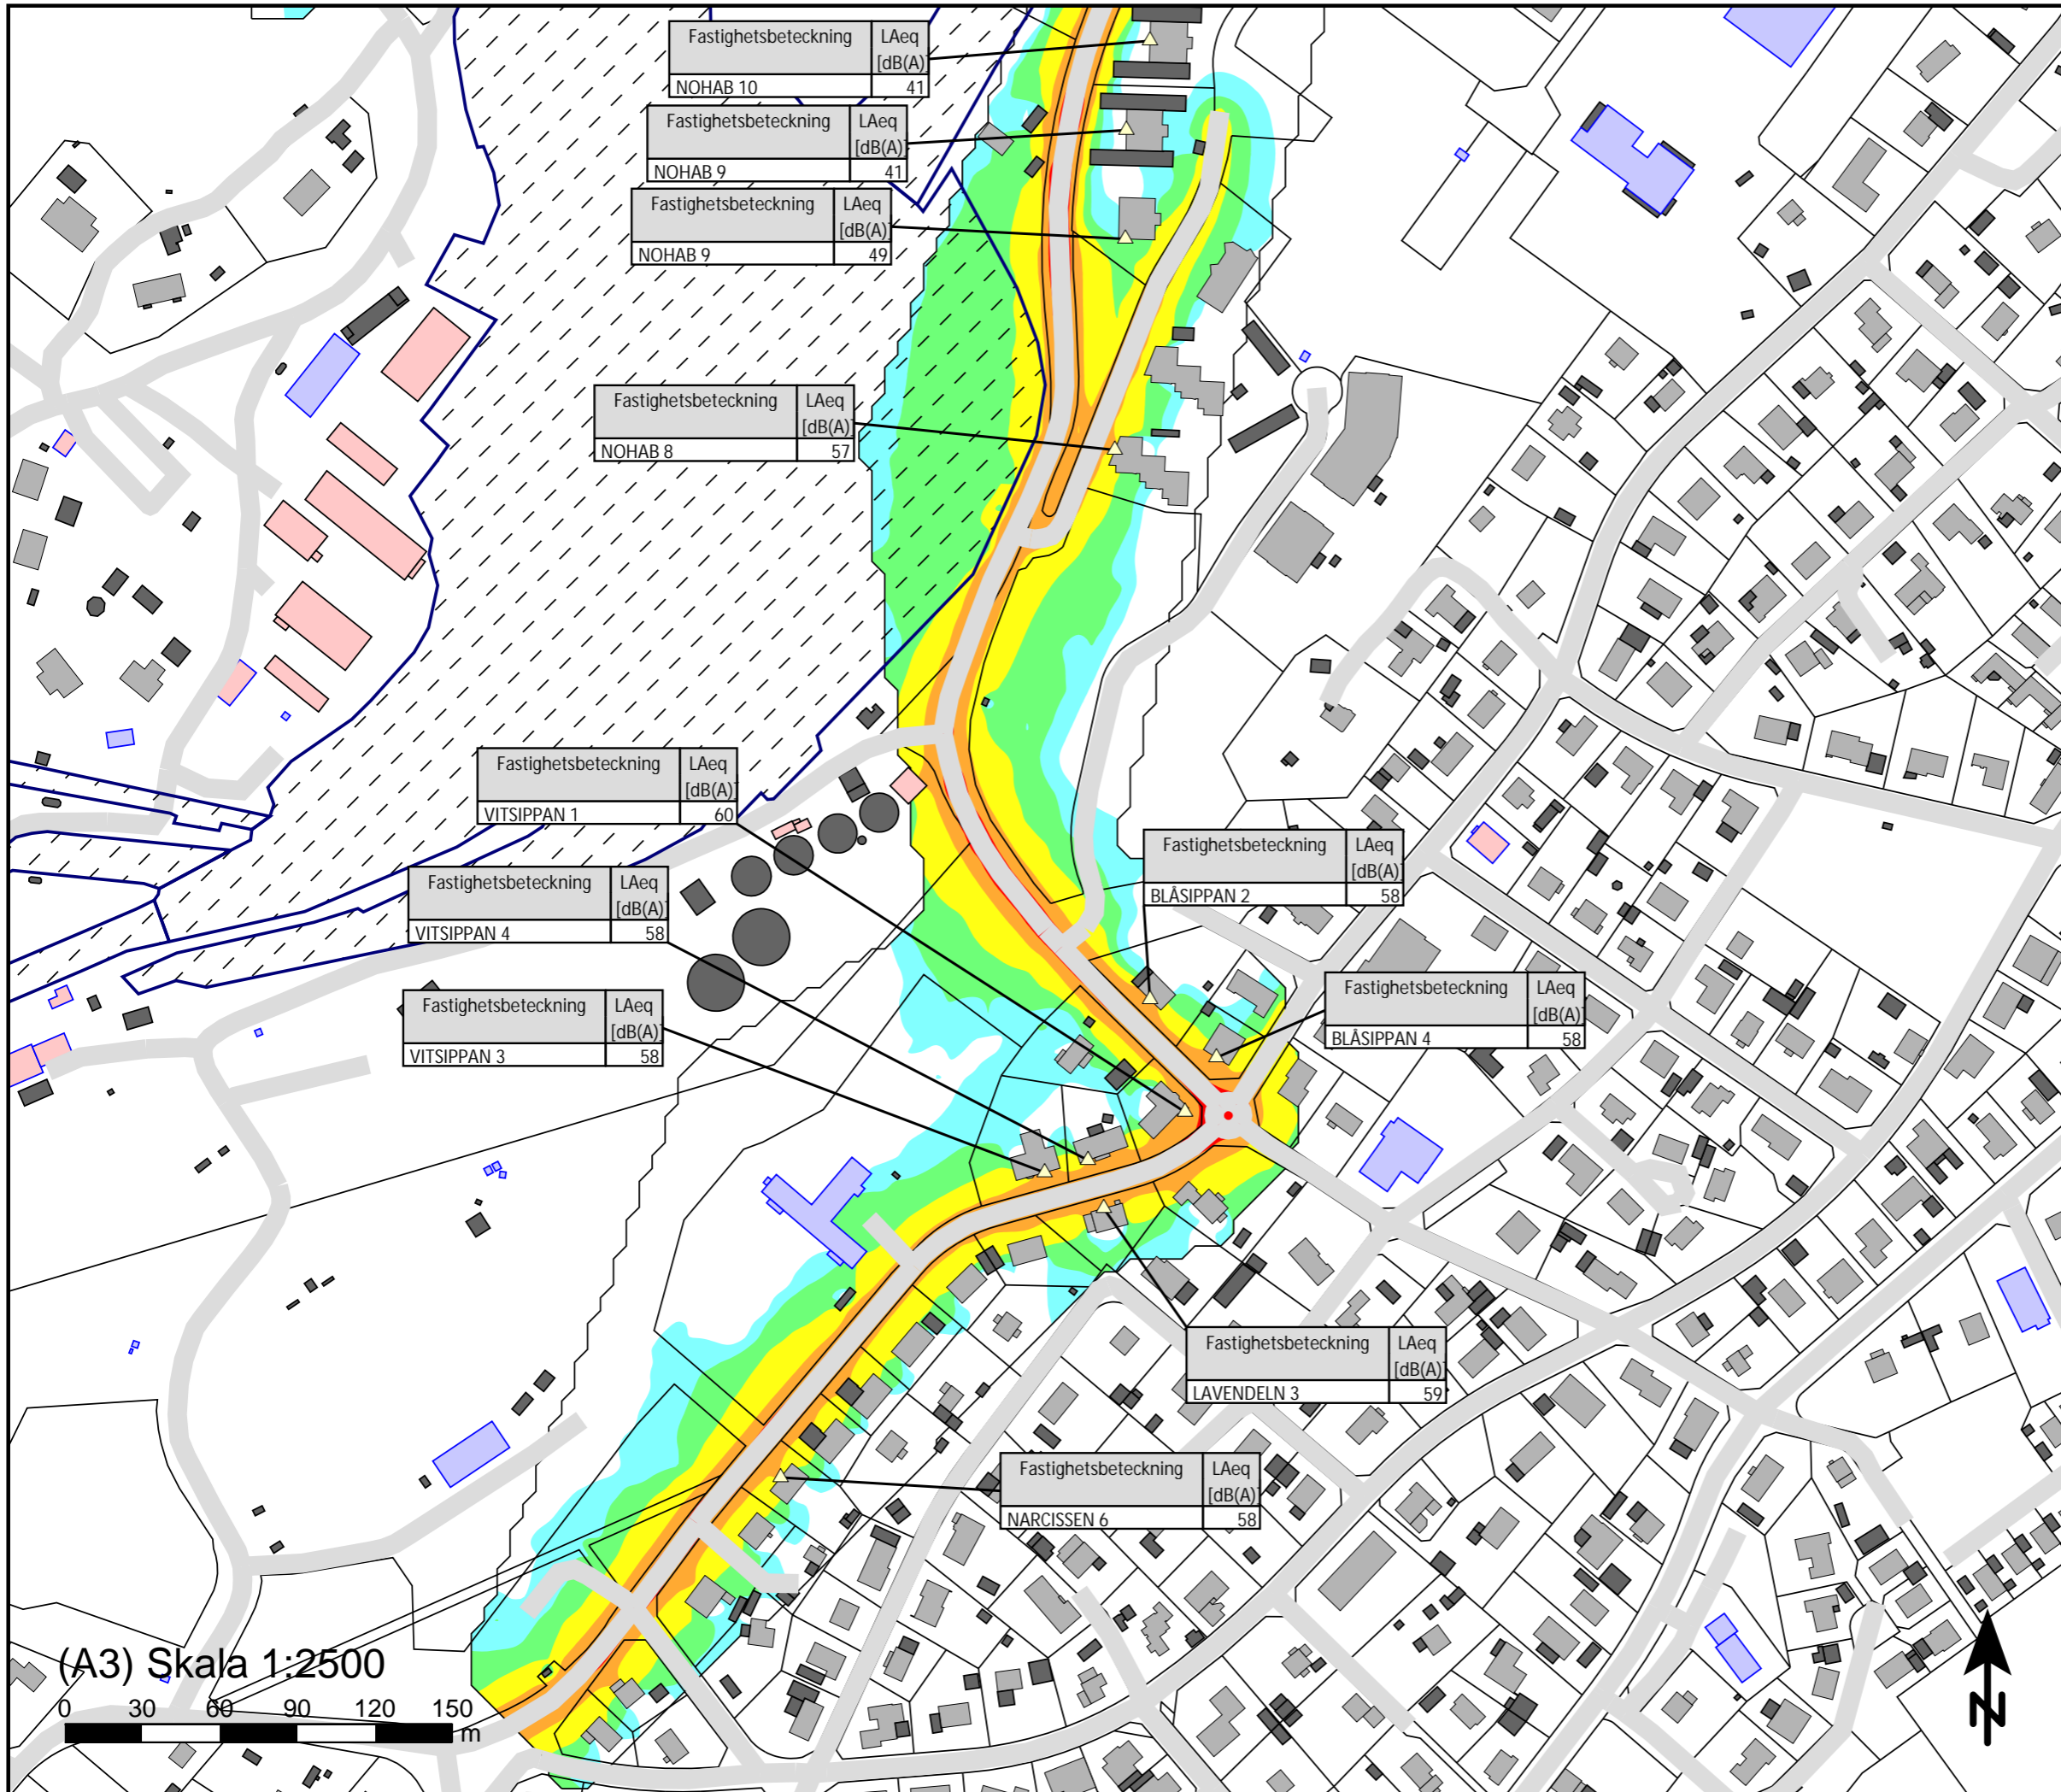 Fastighetsbeteckning LAeq
[dB(A)]
NOHAB 10 41
Fastighetsbeteckning LAeq
[dB(A)]
NOHAB 9 41
Fastighetsbeteckning LAeq
[dB(A)]
NOHAB 9 49
Fastighetsbeteckning LAeq
[dB(A)]
NOHAB 8 57
Fastighetsbeteckning LAeq
[dB(A)]
VITSIPPAN 1 60
Fastighetsbeteckning LAeq
[dB(A)]
BLÅSIPPAN 2 58
Fastighetsbeteckning LAeq
[dB(A)]
VITSIPPAN 4 58
Fastighetsbeteckning LAeq
[dB(A)]
BLÅSIPPAN 4 58
Fastighetsbeteckning LAeq
[dB(A)]
VITSIPPAN 3 58
Fastighetsbeteckning LAeq
[dB(A)]
LAVENDELN 3 59
Fastighetsbeteckning LAeq
[dB(A)]
NARCISSEN 6 58
(A3) Skala 1:2500
0 30 60 90 120 150
m
N